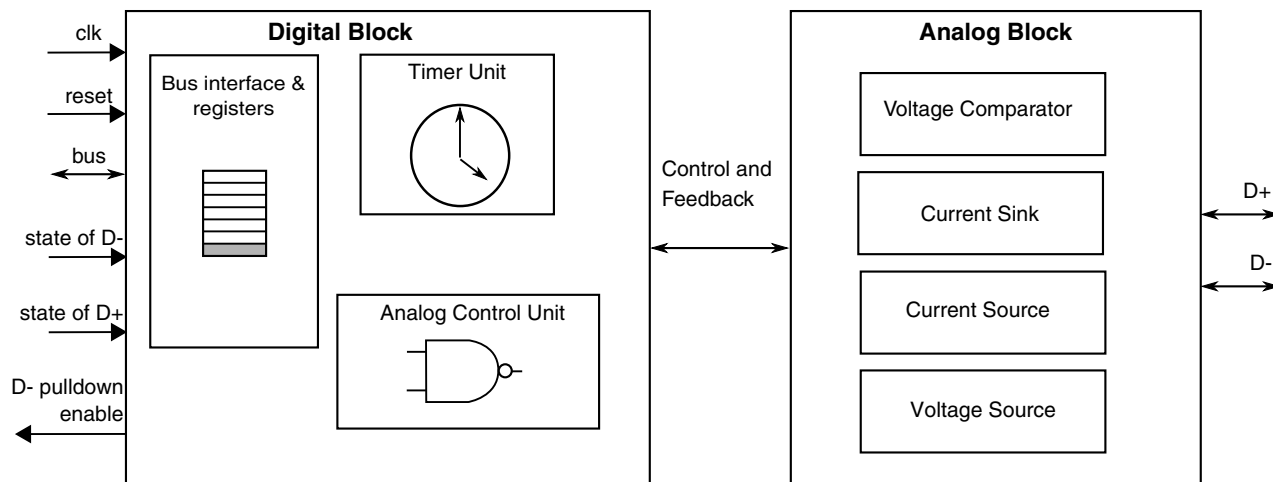 Digital Block
Analog Block
clk
reset
bus
state of D-
state of D+
D- pulldown
enable
Bus interface &
registers
Timer Unit
Analog Control Unit
Control and
Feedback
Voltage Comparator
Current Sink
Current Source
Voltage Source
D+
D-